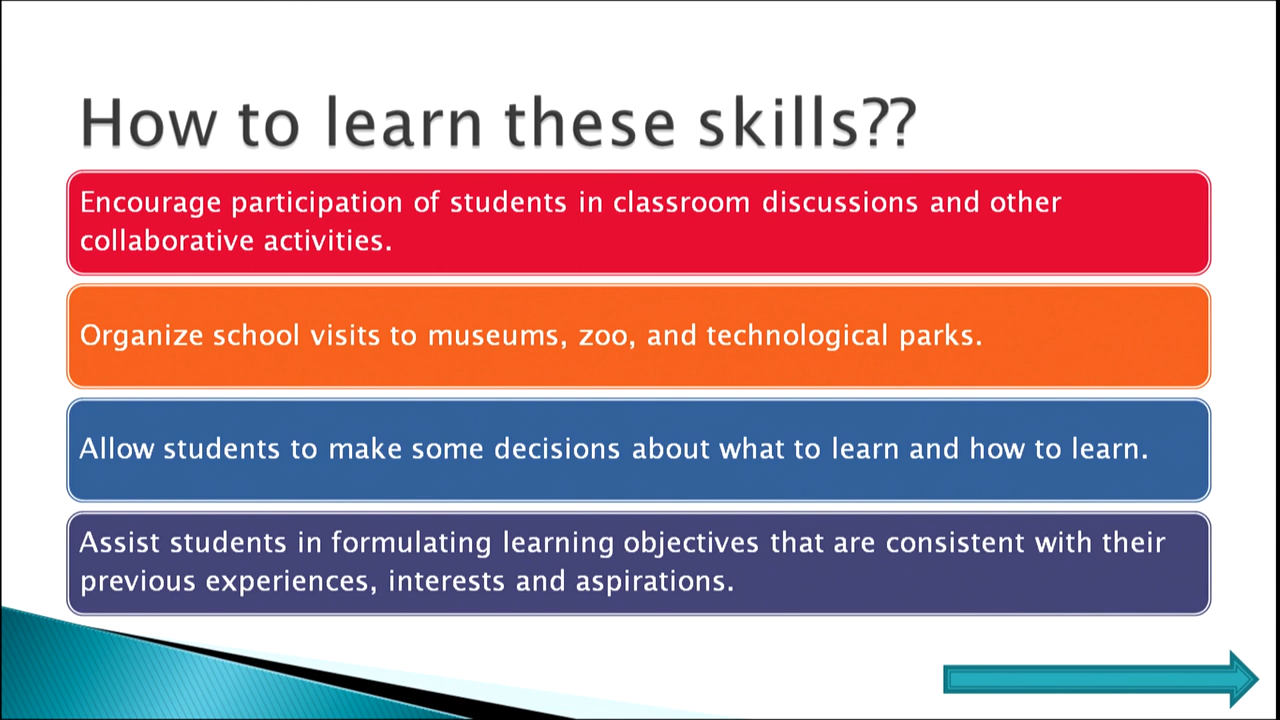 How to learn these skills??
Encourage participation of students in classroom discussions and other
collaborative activities.
Organize school visits to museums, zoo, and technological parks.
Allow students to make some decisions about what to learn and how to learn.
Assist students in formulating learning objectives that are consistent with their
previous experiences, interests and aspirations.